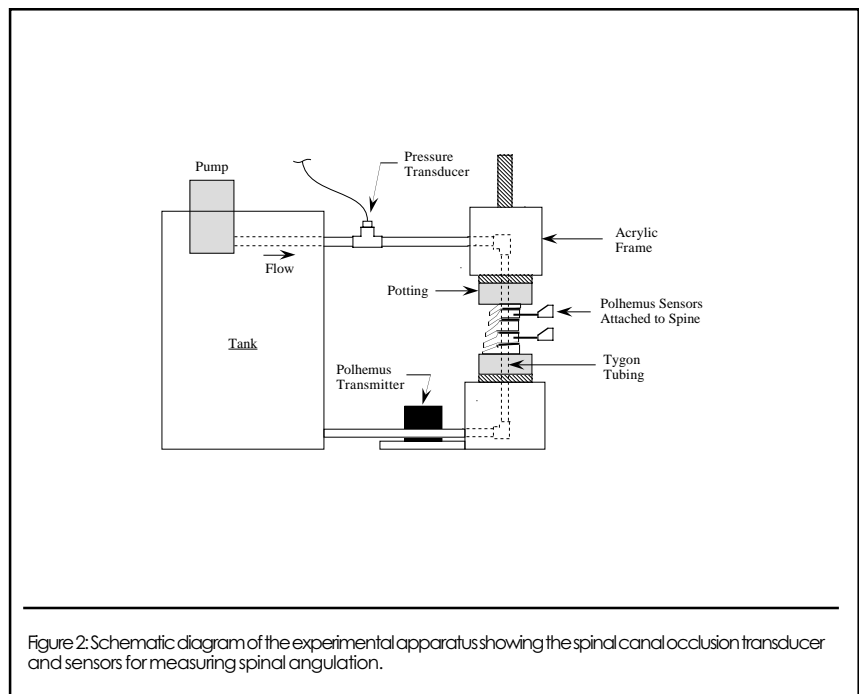 Pump
Pressure
Transducer
Acrylic
Frame
Flow
Potting
Polhemus Sensors
Attached to Spine
Tank
Polhemus
Transmitter
Tygon
Tubing
Figure 2: Schematic diagram of the experimental apparatus showing the spinal canal occlusion transducer
and sensors for measuring spinal angulation.